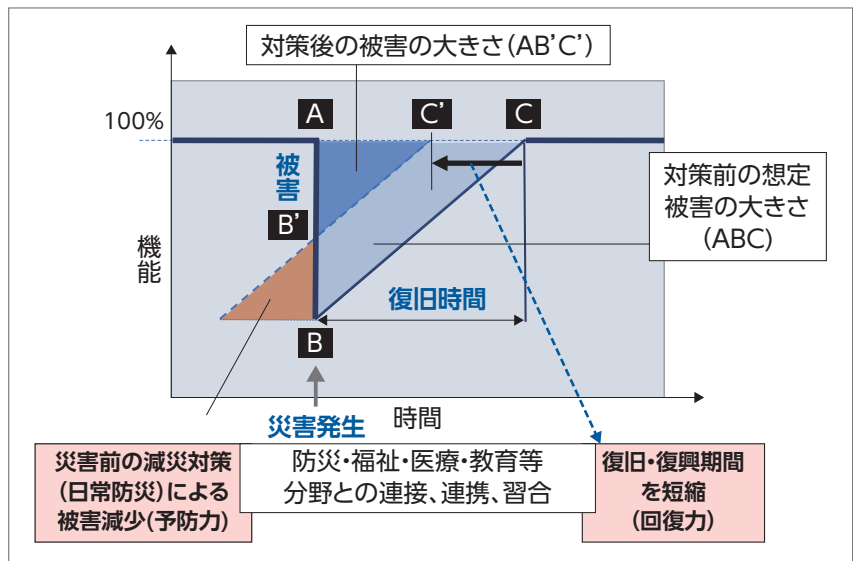 対策後の被害の大きさ(AB’C’)
A
C’
C
100%
被害
対策前の想定
被害の大きさ
(ABC)
B’
機能
復旧時間
B
災害発生
時間
災害前の減災対策
(日常防災)による
被害減少(予防力)
防災・福祉・医療・教育等
分野との連接、連携、習合
復旧・復興期間
を短縮
(回復力)